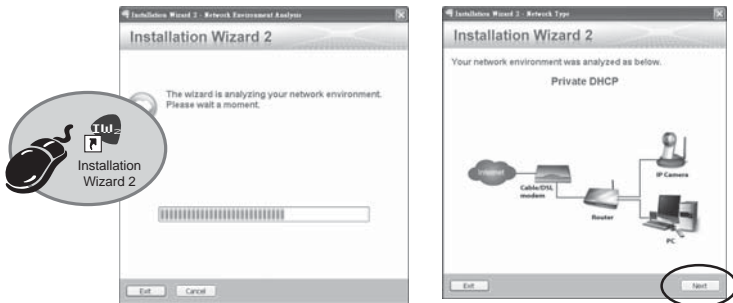 Installation Wizard 2 - Network Environment Analysis
Installation Wizard 2
The wizard is analyzing your network environment.
Please wait a moment.
IW2
Installation
Wizard 2
Exit
Cancel
Installation Wizard 2 - Network Type
Installation Wizard 2
Your network environment was analyzed as below.
Private DHCP
Internet
Cable/DSL
modem
Router
IP Camera
PC
Exit
Next